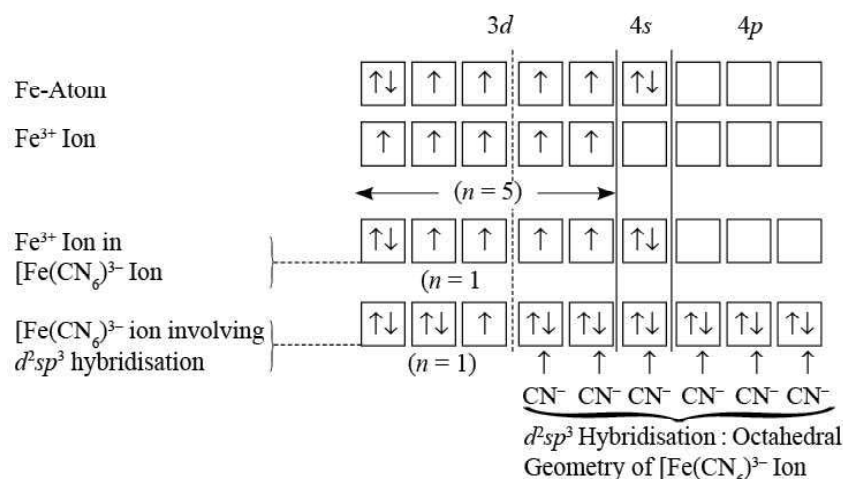 3d 4s 4p
Fe-Atom ↑↓ ↑ ↑ ↑ ↑ ↑↓
Fe³⁺ Ion ↑ ↑ ↑ ↑ ↑
(n = 5)
Fe³⁺ Ion in
[Fe(CN₆)³⁻ Ion ↑↓ ↑ ↑ ↑ ↑ ↑↓
(n = 1
[Fe(CN₆)³⁻ ion involving
d²sp³ hybridisation ↑↓ ↑↓ ↑ ↑↓ ↑↓ ↑↓ ↑↓ ↑↓ ↑↓
(n = 1) ↑ ↑ ↑ ↑ ↑ ↑
CN⁻ CN⁻ CN⁻ CN⁻ CN⁻ CN⁻
d²sp³ Hybridisation : Octahedral
Geometry of [Fe(CN₆)³⁻ Ion